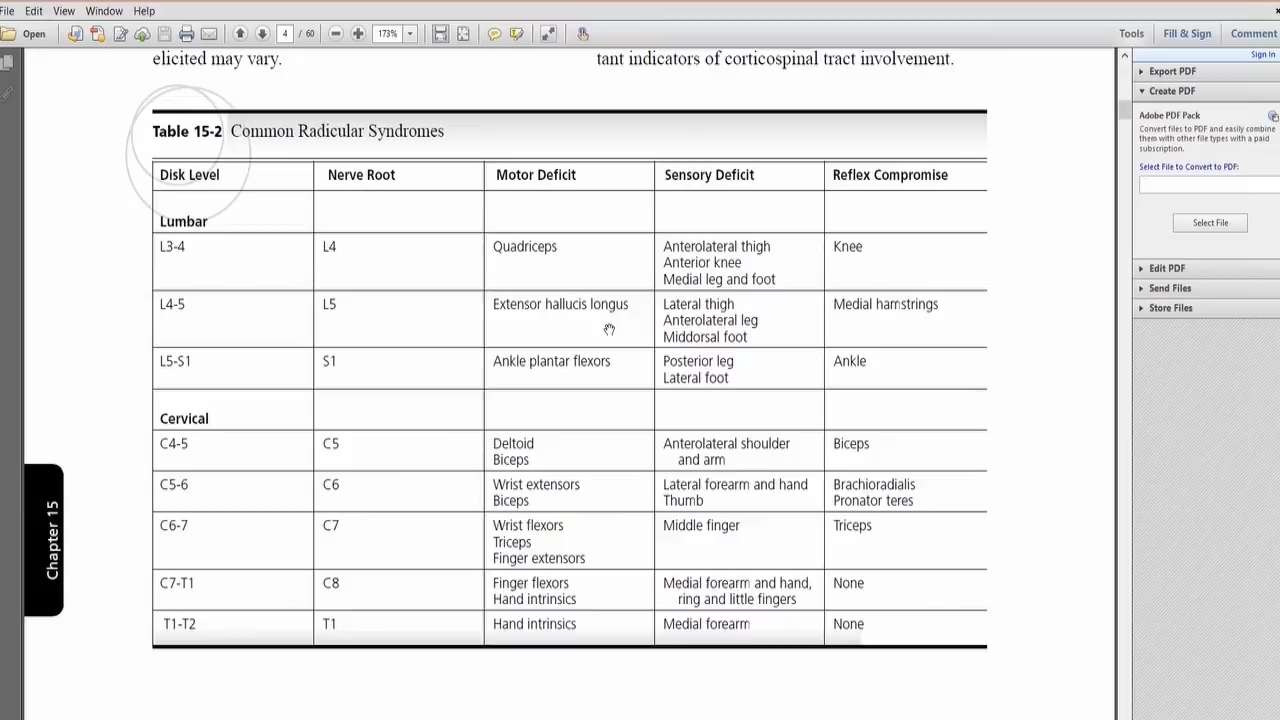 File Edit View Window Help
Open 4 / 60 173% Tools Fill & Sign Comment
Sign In
elicited may vary. tant indicators of corticospinal tract involvement.
Export PDF
Create PDF
Adobe PDF Pack
Convert files to PDF and easily combine
them with other file types with a paid
subscription.
Select File to Convert to PDF:
Select File
Edit PDF
Send Files
Store Files
Table 15-2 Common Radicular Syndromes
Disk Level Nerve Root Motor Deficit Sensory Deficit Reflex Compromise
Lumbar
L3-4 L4 Quadriceps Anterolateral thigh Knee
Anterior knee
Medial leg and foot
L4-5 L5 Extensor hallucis longus Lateral thigh Medial hamstrings
Anterolateral leg
Middorsal foot
L5-S1 S1 Ankle plantar flexors Posterior leg Ankle
Lateral foot
Cervical
C4-5 C5 Deltoid Anterolateral shoulder Biceps
Biceps and arm
C5-6 C6 Wrist extensors Lateral forearm and hand Brachioradialis
Biceps Thumb Pronator teres
C6-7 C7 Wrist flexors Middle finger Triceps
Triceps
Finger extensors
C7-T1 C8 Finger flexors Medial forearm and hand, None
Hand intrinsics ring and little fingers
T1-T2 T1 Hand intrinsics Medial forearm None
Chapter 15